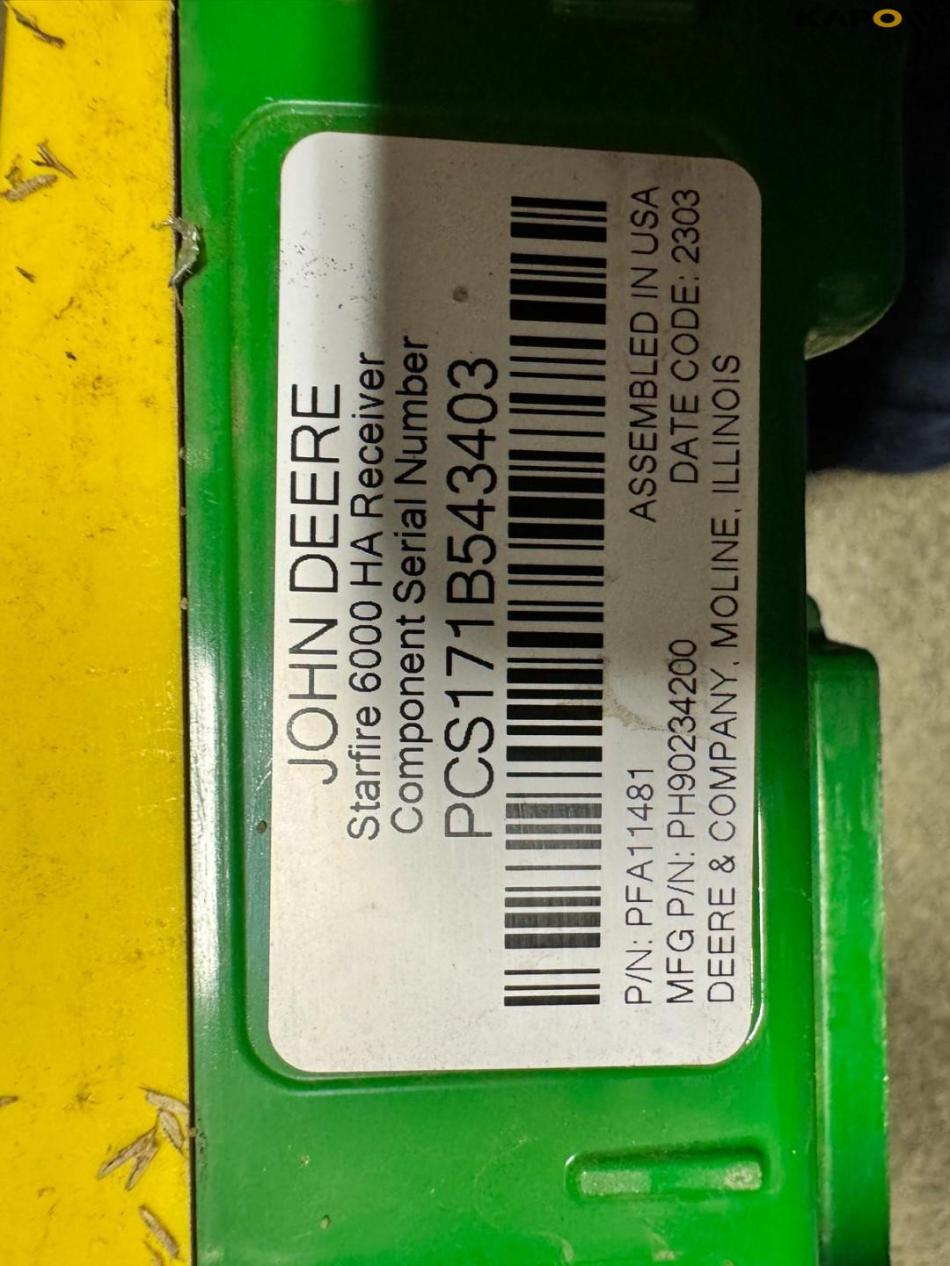 KAPOW
JOHN DEERE
Starfire 6000 HA Receiver
Component Serial Number
PCS171B543403
P/N: PFA11481 ASSEMBLED IN USA
MFG P/N: PH90234200 DATE CODE: 2303
DEERE & COMPANY, MOLINE, ILLINOIS